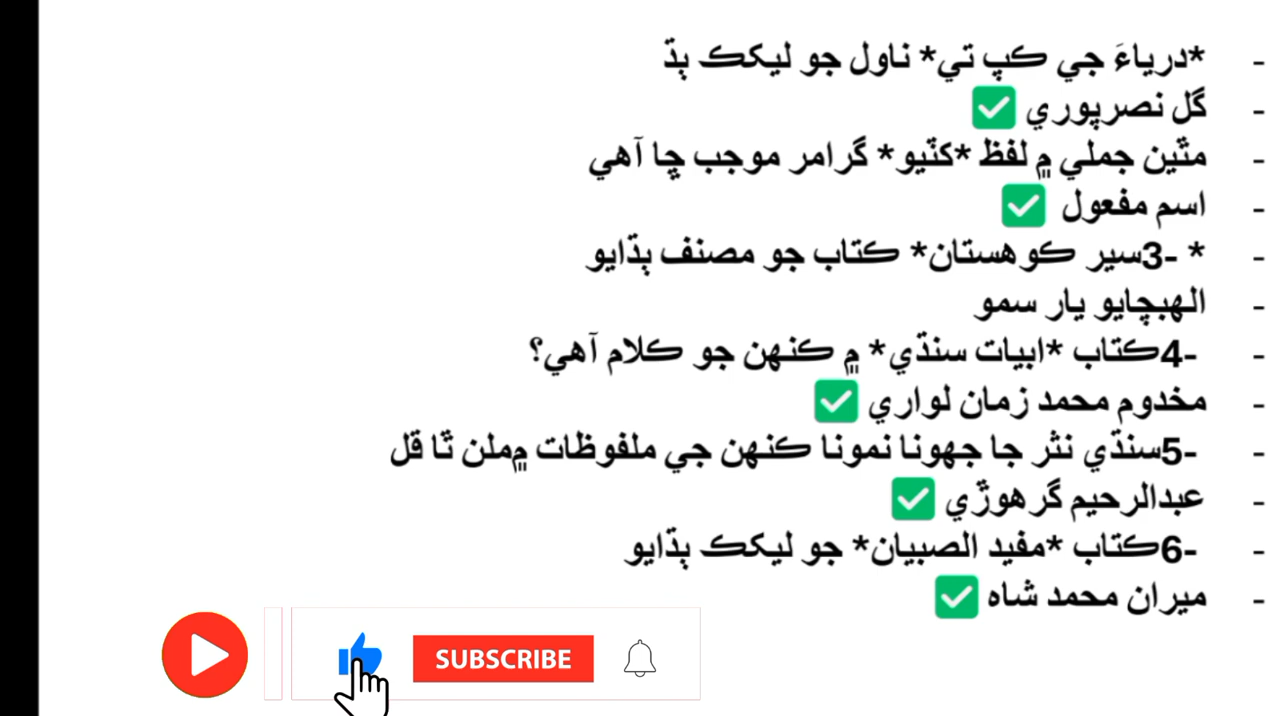 - *درياءَ جي ڪپ تي* ناول جو ليکڪ ٻڌ
- گل نصرپوري ✅
- مٿين جملي ۾ لفظ *کٽيو* گرامر موجب ڇا آهي
- اسم مفعول ✅
- * -3سير ڪوهستان* ڪتاب جو مصنف ٻڌايو
- الهبچايو يار سمو
- -4ڪتاب *ابيات سنڌي* ۾ ڪنهن جو ڪلام آهي؟
- مخدوم محمد زمان لواري ✅
- -5سنڌي نثر جا جهونا نمونا ڪنهن جي ملفوظات ۾ملن ٿا قل
- عبدالرحيم گرهوڙي ✅
- -6ڪتاب *مفيد الصبيان* جو ليکڪ ٻڌايو
- ميران محمد شاه ✅
SUBSCRIBE